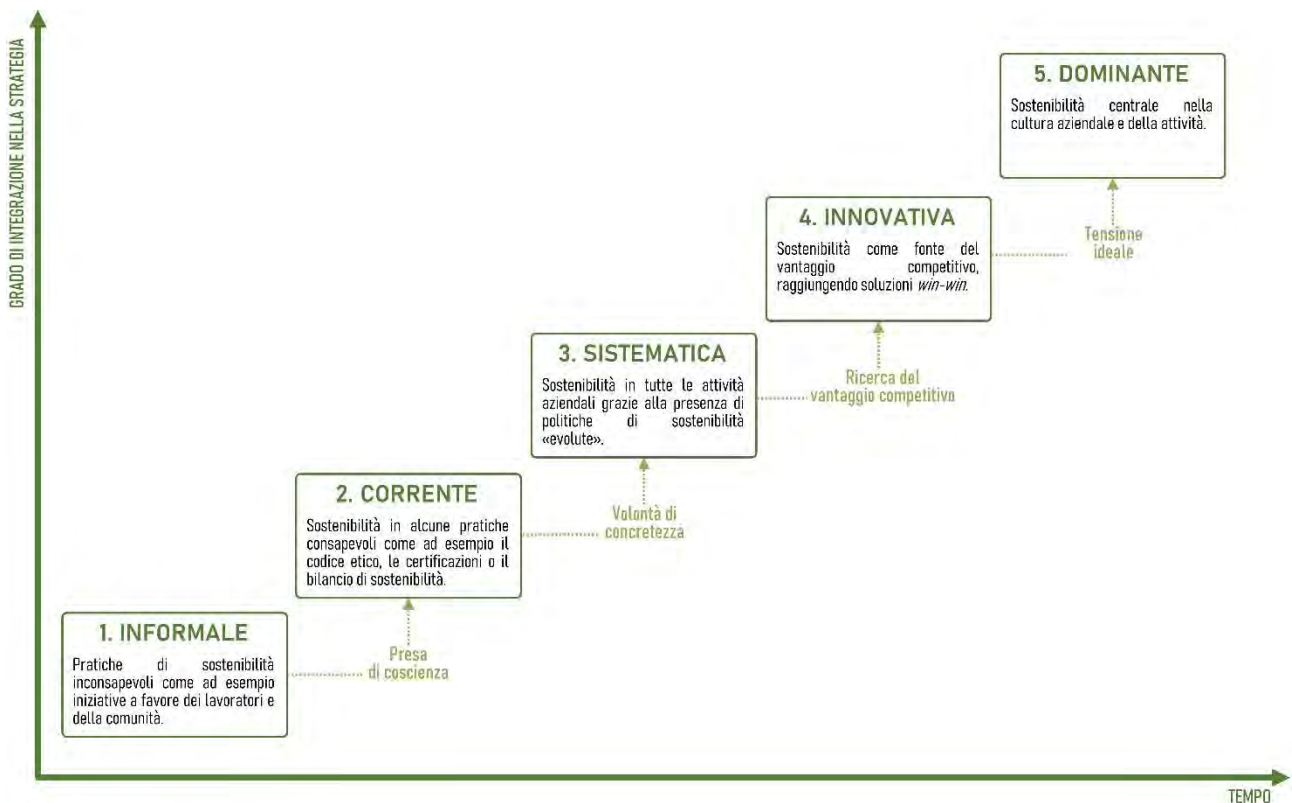 GRADO DI INTEGRAZIONE NELLA STRATEGIA
5. DOMINANTE
Sostenibilità centrale nella
cultura aziendale e della attività.
4. INNOVATIVA
Sostenibilità come fonte del
vantaggio competitivo,
raggiungendo soluzioni win-win.
Tensione
ideale
3. SISTEMATICA
Sostenibilità in tutte le attività
aziendali grazie alla presenza di
politiche di sostenibilità
«evolute».
Ricerca del
vantaggio competitivo
2. CORRENTE
Sostenibilità in alcune pratiche
consapevoli come ad esempio il
codice etico, le certificazioni o il
bilancio di sostenibilità.
Volontà di
concretezza
1. INFORMALE
Pratiche di sostenibilità
inconsapevoli come ad esempio
iniziative a favore dei lavoratori e
della comunità.
Presa
di coscienza
TEMPO